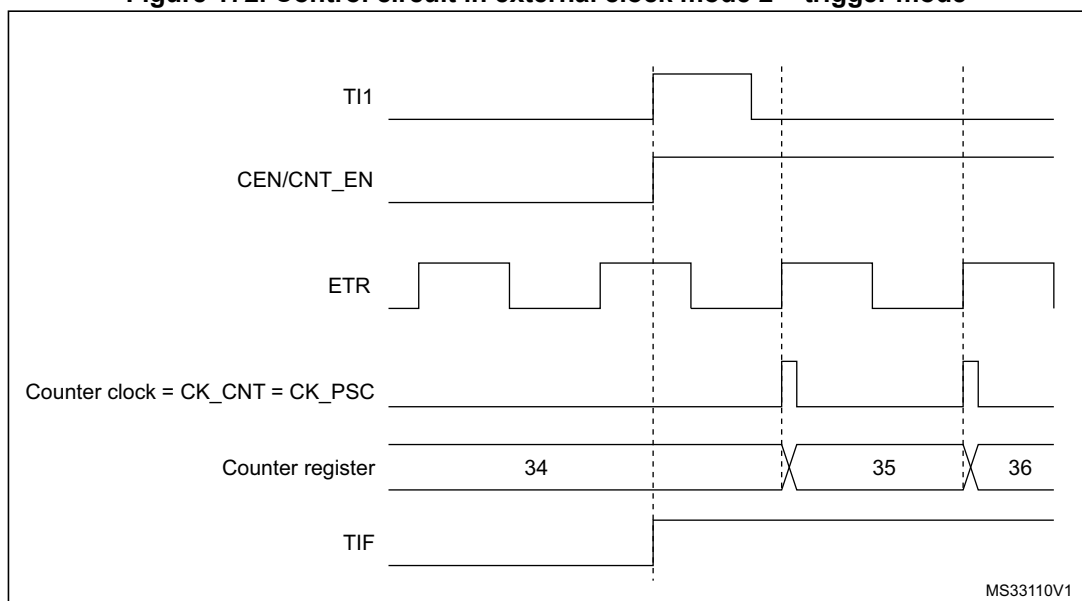 Figure 172. Control circuit in external clock mode 2 + trigger mode
TI1
CEN/CNT_EN
ETR
Counter clock = CK_CNT = CK_PSC
Counter register
34
35
36
TIF
MS33110V1